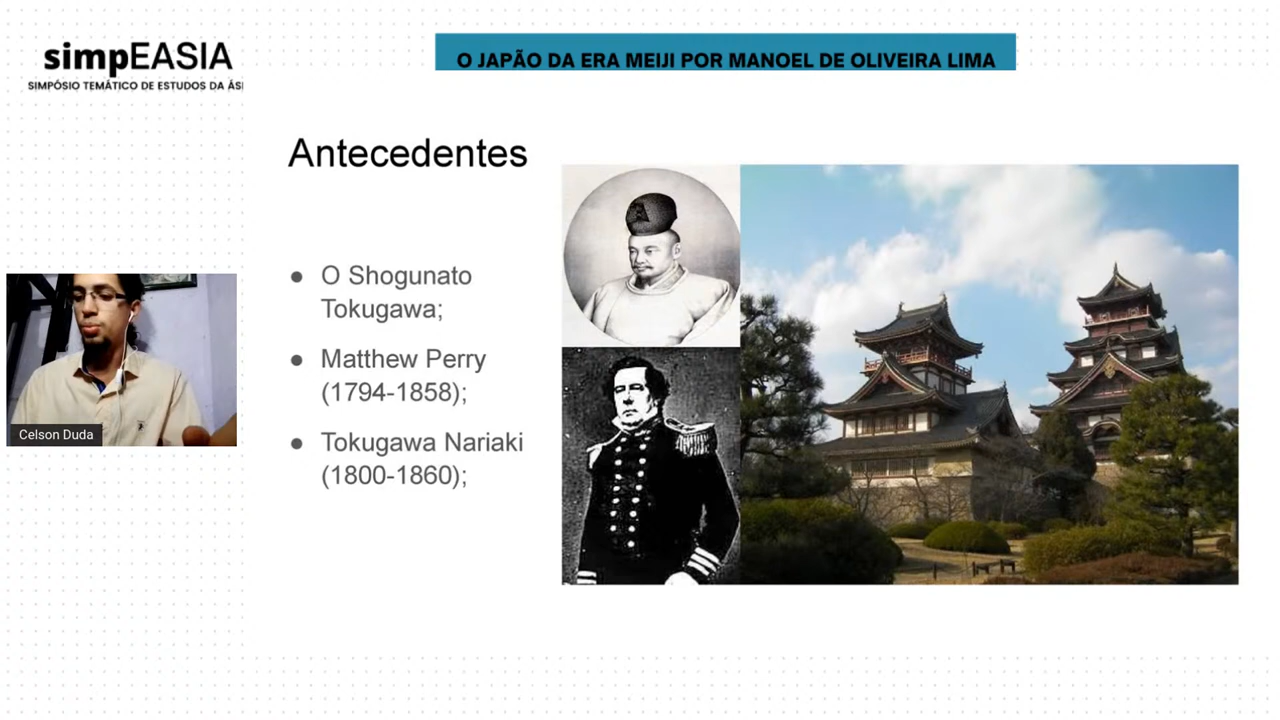 simpEASIA
SIMPÓSIO TEMÁTICO DE ESTUDOS DA ÁSI
O JAPÃO DA ERA MEIJI POR MANOEL DE OLIVEIRA LIMA
Antecedentes
● O Shogunato
Tokugawa;
● Matthew Perry
(1794-1858);
● Tokugawa Nariaki
(1800-1860);
Celson Duda